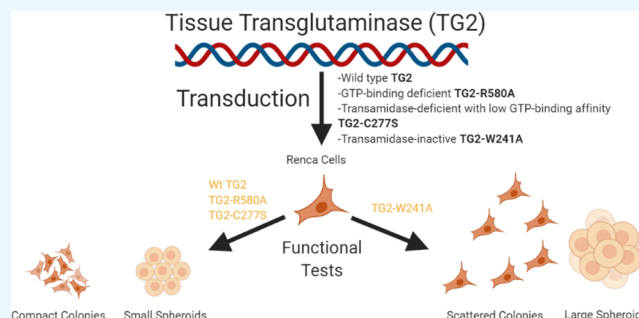 Tissue Transglutaminase (TG2)
Transduction
-Wild type TG2
-GTP-binding deficient TG2-R580A
-Transamidase-deficient with low GTP-binding affinity
TG2-C277S
-Transamidase-inactive TG2-W241A
Renca Cells
Wt TG2
TG2-R580A
TG2-C277S
TG2-W241A
Functional
Tests
Compact Colonies
Small Spheroids
Scattered Colonies
Large Spheroid